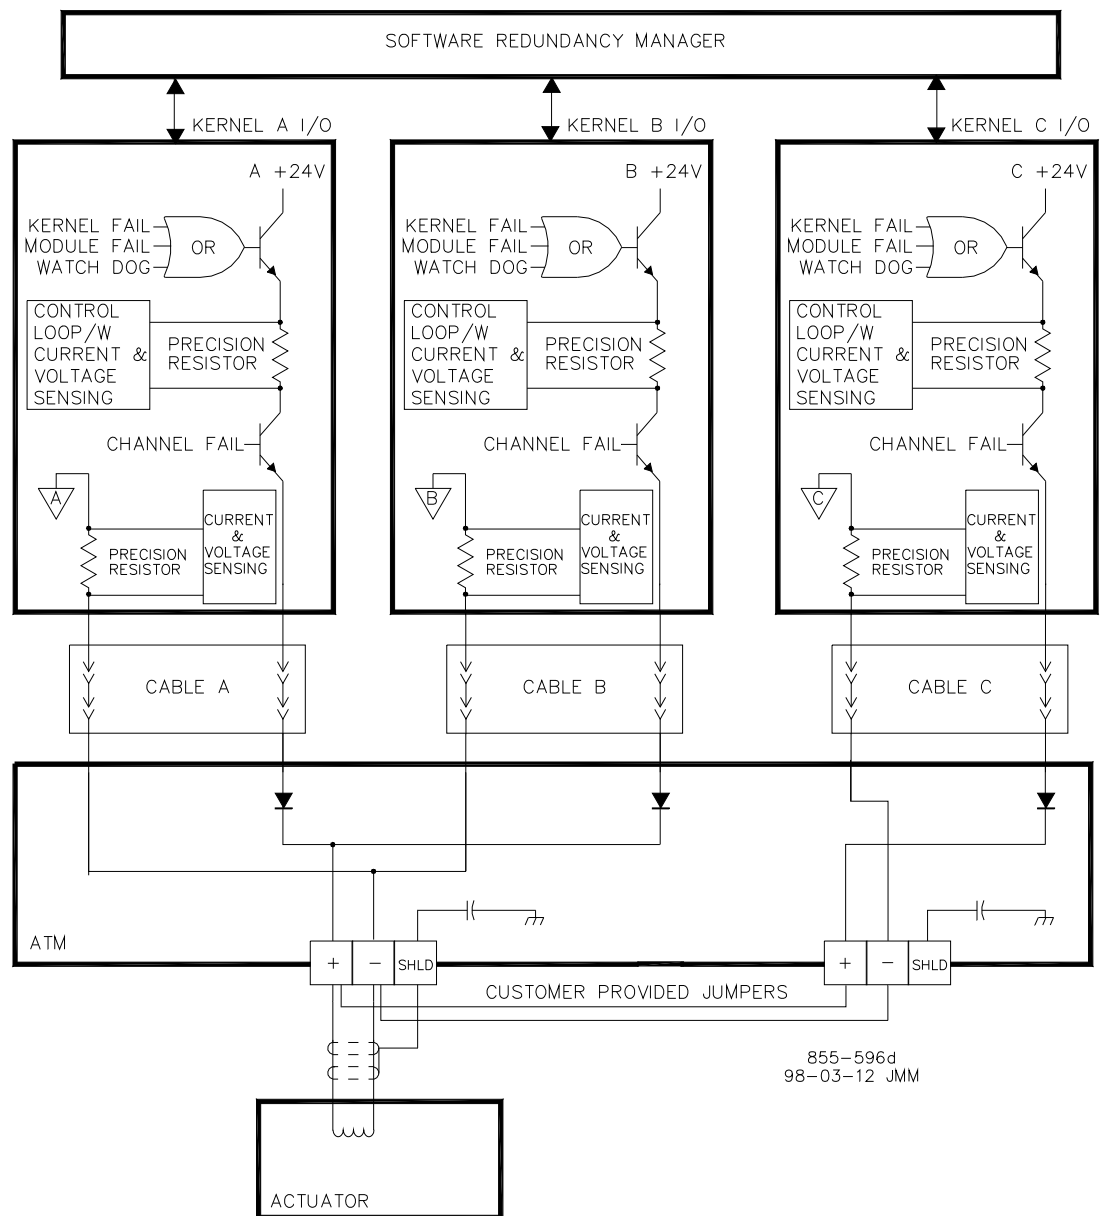 SOFTWARE REDUNDANCY MANAGER
KERNEL A I/O
KERNEL B I/O
KERNEL C I/O
A +24V
KERNEL FAIL
MODULE FAIL
WATCH DOG
OR
CONTROL
LOOP/W
CURRENT &
VOLTAGE
SENSING
PRECISION
RESISTOR
CHANNEL FAIL
A
PRECISION
RESISTOR
CURRENT
&
VOLTAGE
SENSING
B +24V
KERNEL FAIL
MODULE FAIL
WATCH DOG
OR
CONTROL
LOOP/W
CURRENT &
VOLTAGE
SENSING
PRECISION
RESISTOR
CHANNEL FAIL
B
PRECISION
RESISTOR
CURRENT
&
VOLTAGE
SENSING
C +24V
KERNEL FAIL
MODULE FAIL
WATCH DOG
OR
CONTROL
LOOP/W
CURRENT &
VOLTAGE
SENSING
PRECISION
RESISTOR
CHANNEL FAIL
C
PRECISION
RESISTOR
CURRENT
&
VOLTAGE
SENSING
CABLE A
CABLE B
CABLE C
ATM
+ − SHLD
+ − SHLD
CUSTOMER PROVIDED JUMPERS
855-596d
98-03-12 JMM
ACTUATOR